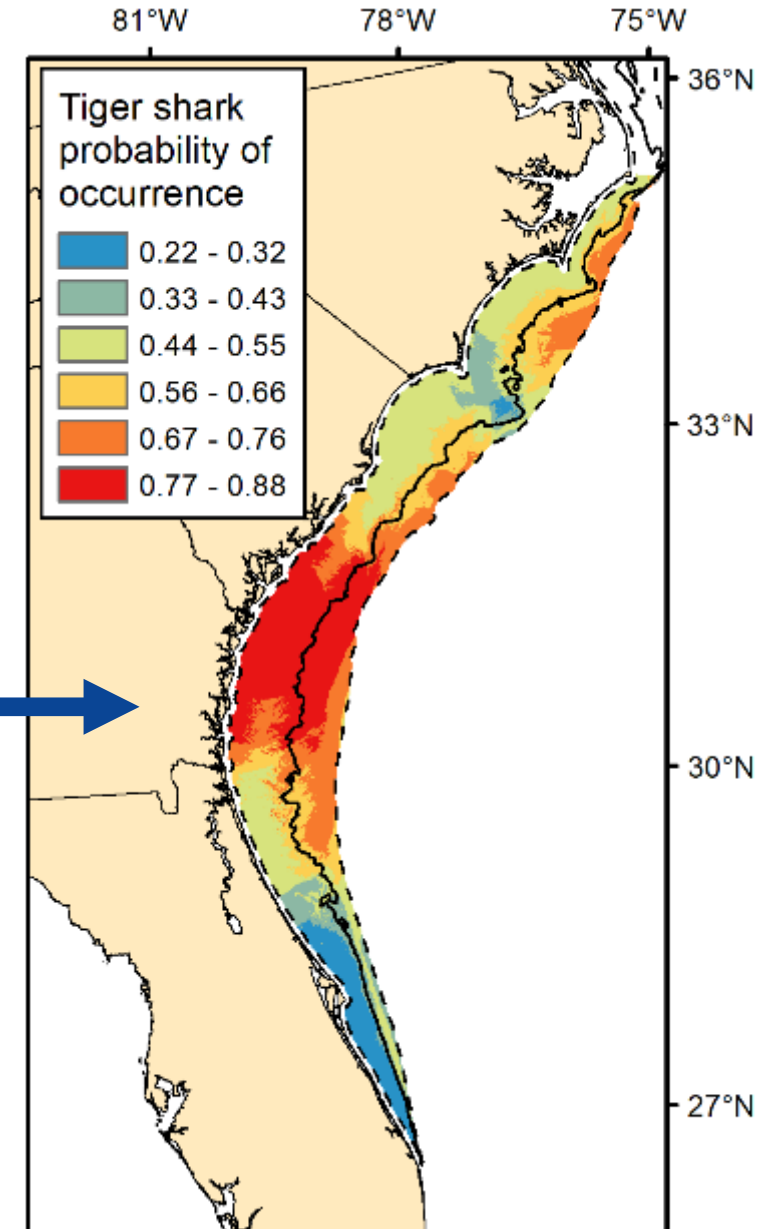 81°W 78°W 75°W
Tiger shark
probability of
occurrence
0.22 - 0.32
0.33 - 0.43
0.44 - 0.55
0.56 - 0.66
0.67 - 0.76
0.77 - 0.88
36°N
33°N
30°N
27°N